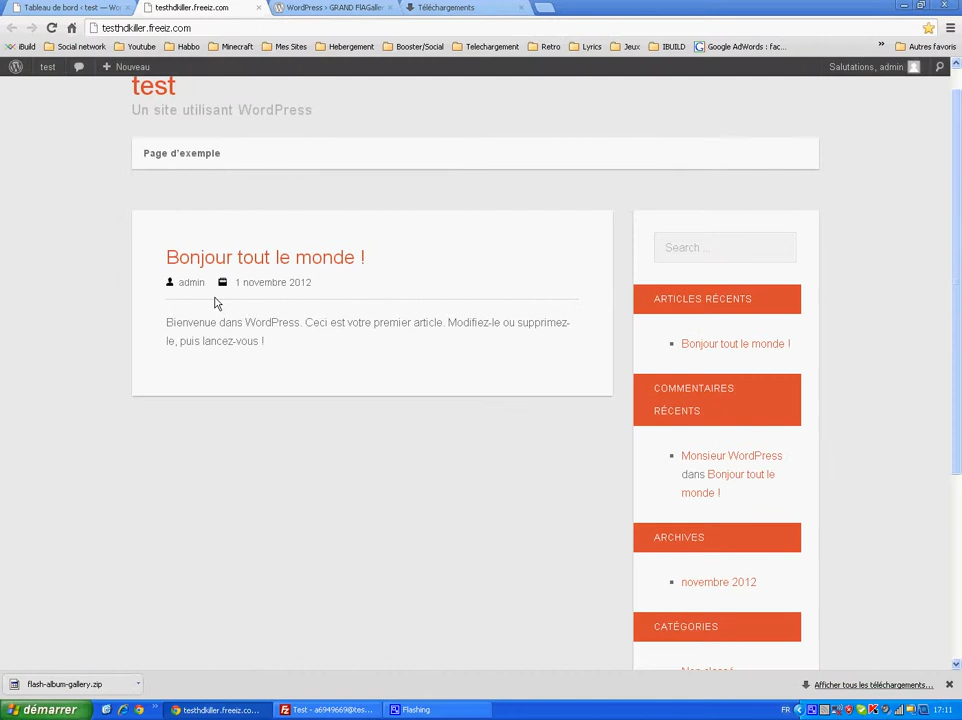 Tableau de bord ‹ test — Wo
testhdkiller.freeiz.com
WordPress › GRAND FlAGaller
Téléchargements
testhdkiller.freeiz.com
iBuild
Social network
Youtube
Habbo
Minecraft
Mes Sites
Hebergement
Booster/Social
Telechargement
Retro
Lyrics
Jeux
IBUILD
Google AdWords : fac...
»
Autres favoris
test
Nouveau
Salutations, admin
test
Un site utilisant WordPress
Page d'exemple
Bonjour tout le monde !
admin
1 novembre 2012
Bienvenue dans WordPress. Ceci est votre premier article. Modifiez-le ou supprimez-
le, puis lancez-vous !
Search ...
ARTICLES RÉCENTS
Bonjour tout le monde !
COMMENTAIRES
RÉCENTS
Monsieur WordPress
dans Bonjour tout le
monde !
ARCHIVES
novembre 2012
CATÉGORIES
flash-album-gallery.zip
Afficher tous les téléchargements...
démarrer
»
testhdkiller.freeiz.co...
Test - a6949669@tes...
Flashing
FR
17:11